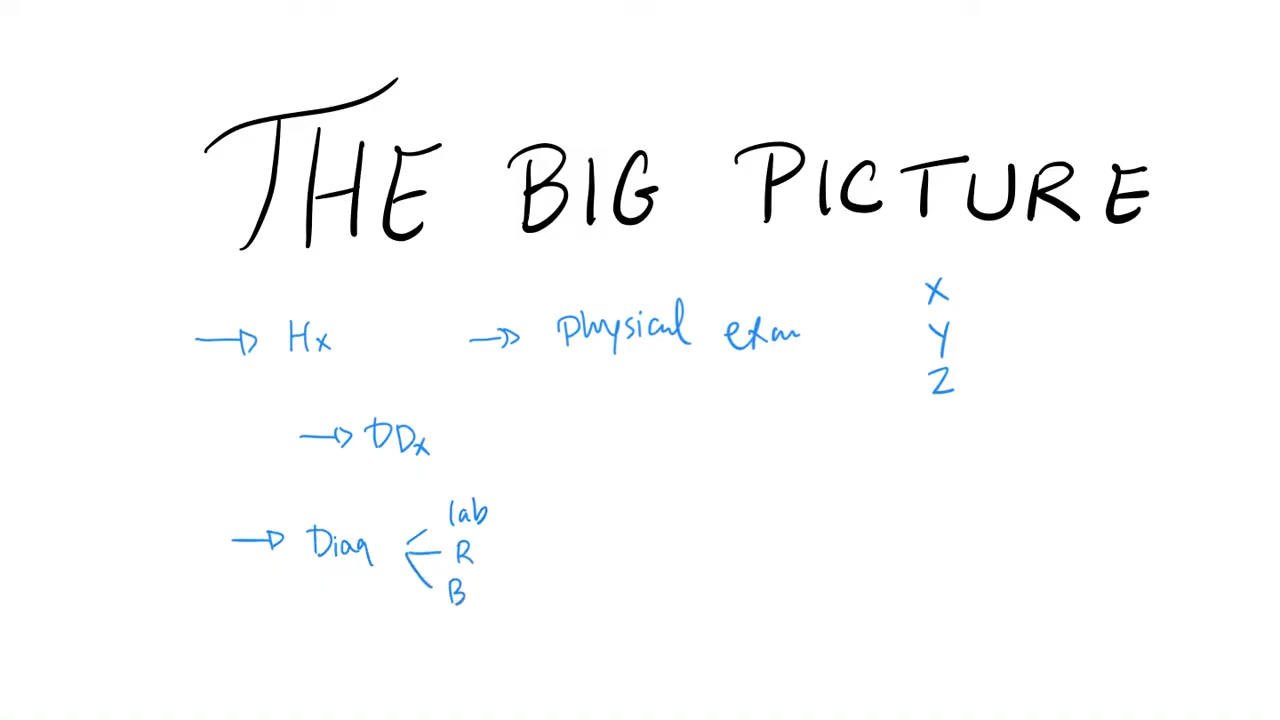 THE BIG PICTURE
→ Hx → Physical exam
X
Y
Z
→ DDx
→ Diag
lab
R
B